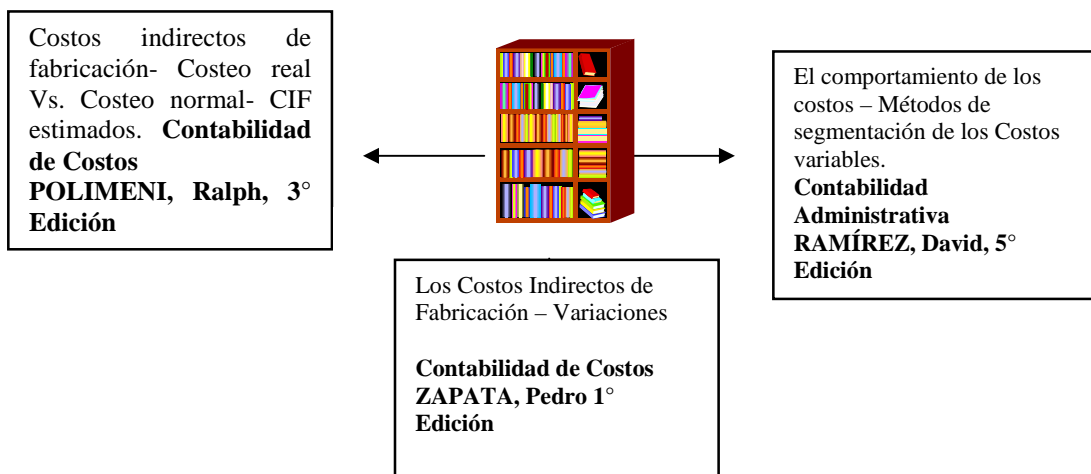 Costos indirectos de
fabricación- Costeo real
Vs. Costeo normal- CIF
estimados. Contabilidad
de Costos
POLIMENI, Ralph, 3°
Edición
El comportamiento de los
costos – Métodos de
segmentación de los Costos
variables.
Contabilidad
Administrativa
RAMÍREZ, David, 5°
Edición
Los Costos Indirectos de
Fabricación – Variaciones
Contabilidad de Costos
ZAPATA, Pedro 1°
Edición